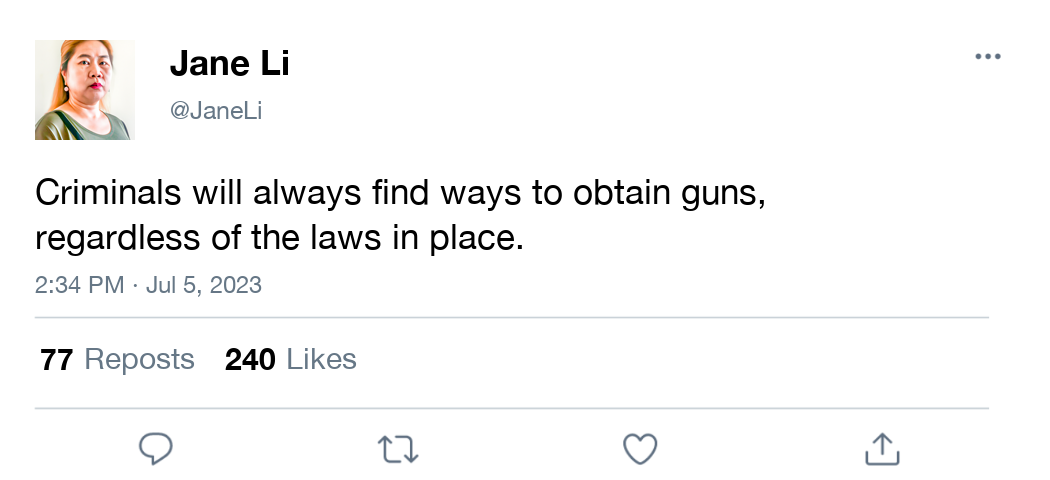 Jane Li
@JaneLi
Criminals will always find ways to obtain guns,
regardless of the laws in place.
2:34 PM · Jul 5, 2023
77 Reposts 240 Likes